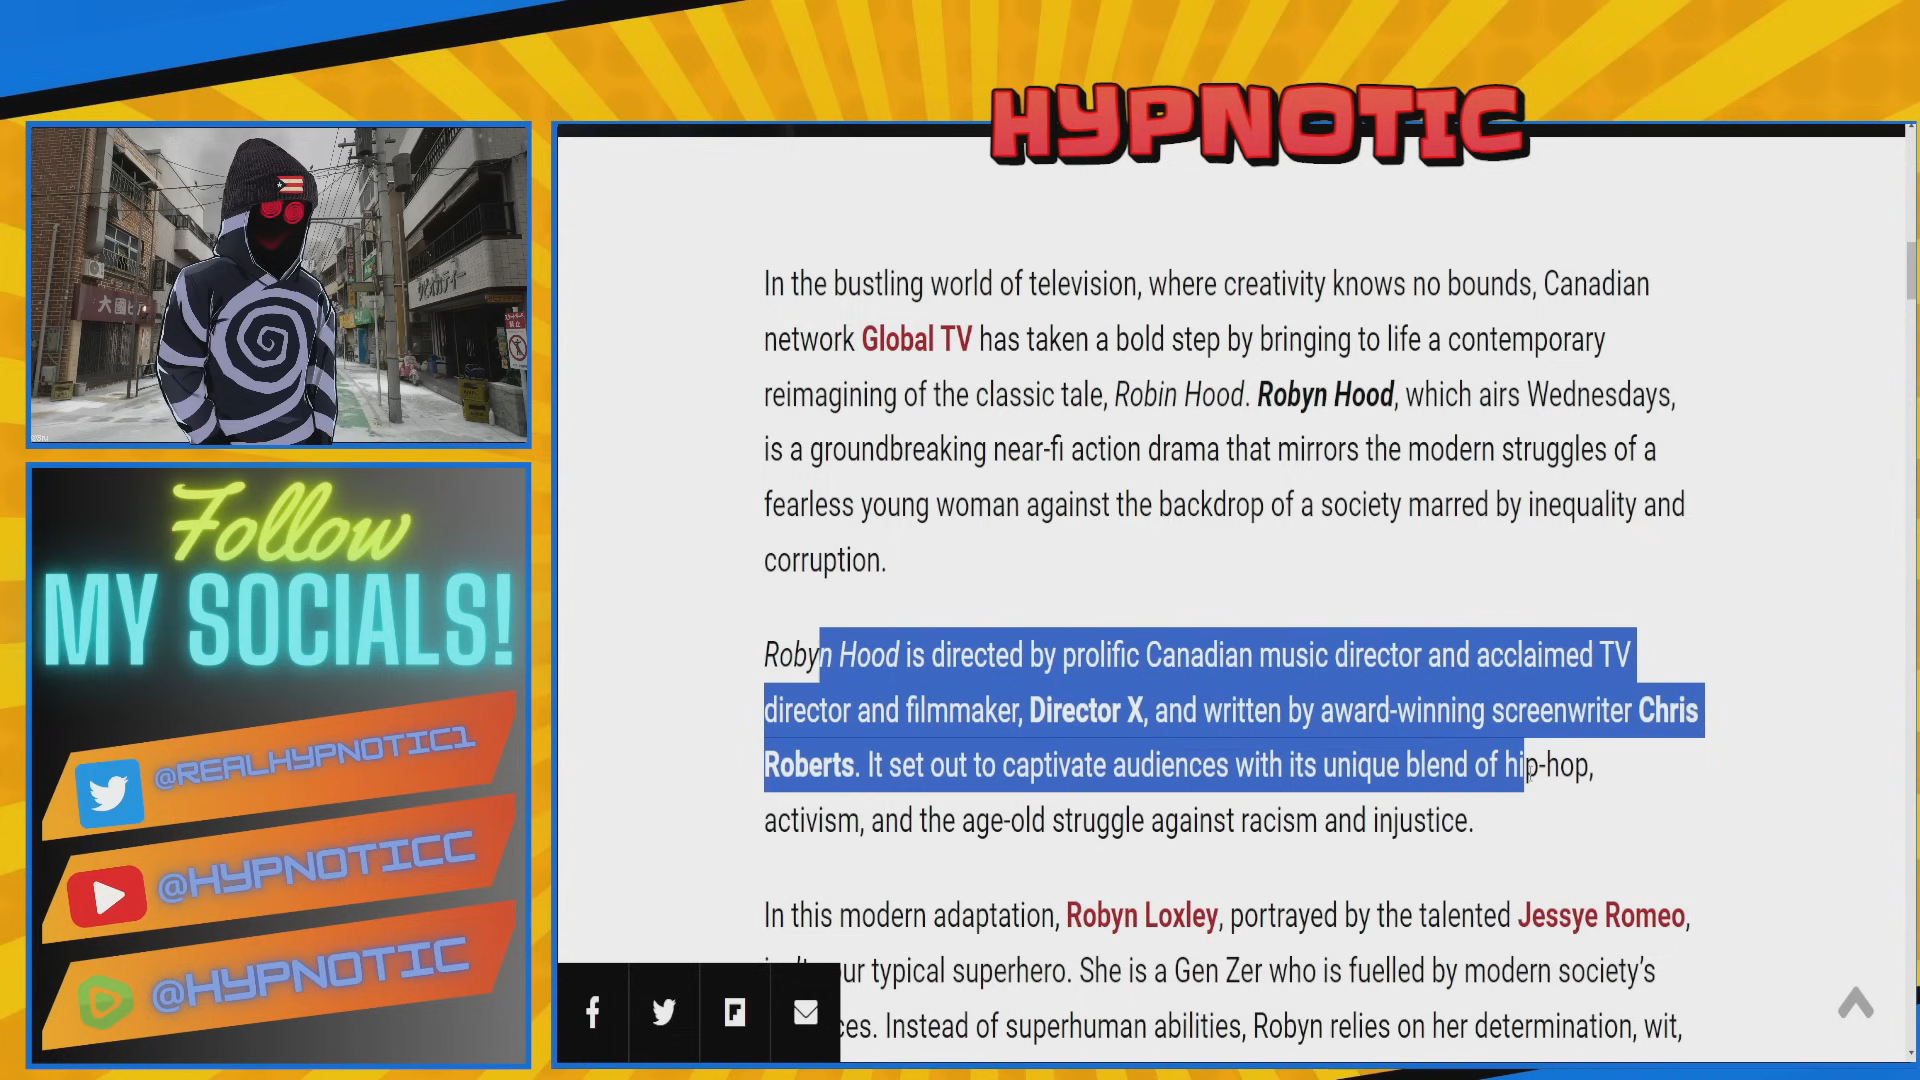 HYPNOTIC
In the bustling world of television, where creativity knows no bounds, Canadian
network Global TV has taken a bold step by bringing to life a contemporary
reimagining of the classic tale, Robin Hood. Robyn Hood, which airs Wednesdays,
is a groundbreaking near-fi action drama that mirrors the modern struggles of a
fearless young woman against the backdrop of a society marred by inequality and
corruption.
Robyn Hood is directed by prolific Canadian music director and acclaimed TV
director and filmmaker, Director X, and written by award-winning screenwriter Chris
Roberts. It set out to captivate audiences with its unique blend of hip-hop,
activism, and the age-old struggle against racism and injustice.
In this modern adaptation, Robyn Loxley, portrayed by the talented Jessye Romeo,
our typical superhero. She is a Gen Zer who is fuelled by modern society's
ces. Instead of superhuman abilities, Robyn relies on her determination, wit,
Follow
MY SOCIALS!
@REALHYPNOTIC1
@HYPNOTICC
@HYPNOTIC